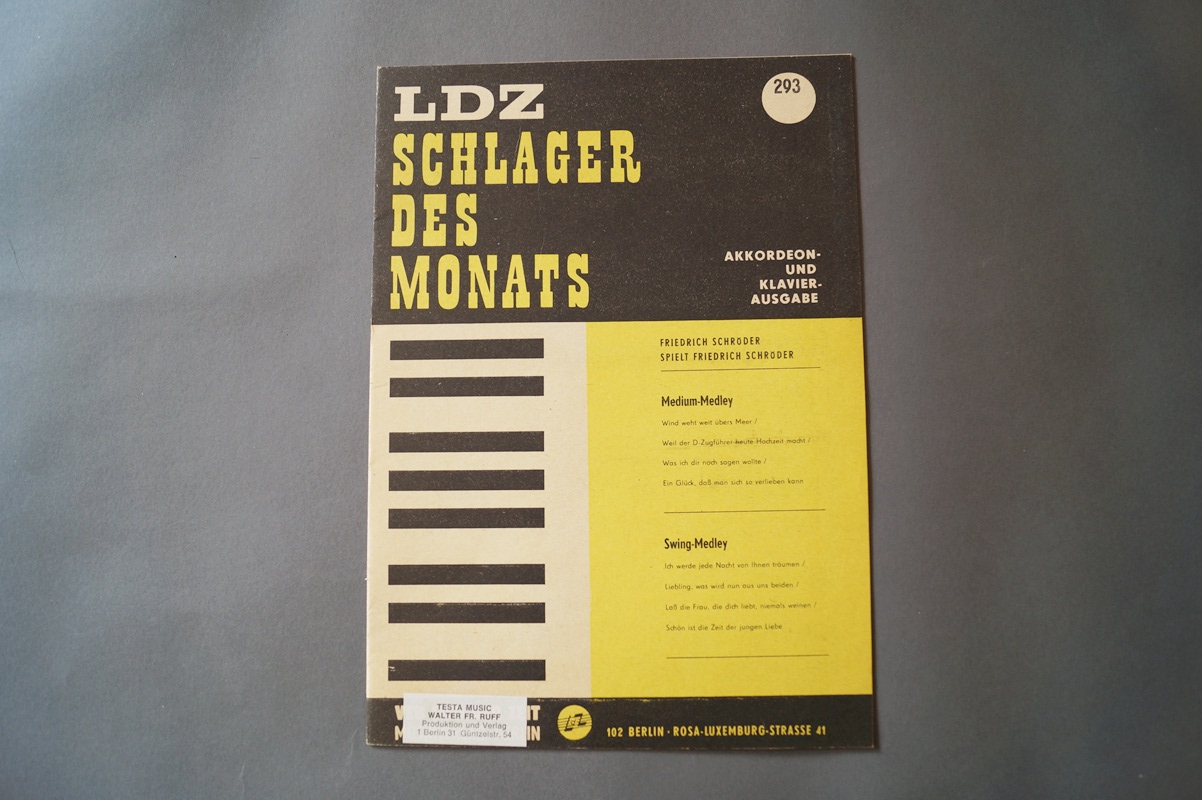 LDZ
293
SCHLAGER
DES
MONATS
AKKORDEON-
UND
KLAVIER-
AUSGABE
FRIEDRICH SCHRÖDER
SPIELT FRIEDRICH SCHRÖDER
Medium-Medley
Wind weht weit übers Meer /
Weil der D-Zugführer heute Hochzeit macht /
Was ich dir noch sagen wollte /
Ein Glück, daß man sich so verlieben kann
Swing-Medley
Ich werde jede Nacht von Ihnen träumen /
Liebling, was wird nun aus uns beiden /
Laß die Frau, die dich liebt, niemals weinen /
Schön ist die Zeit der jungen Liebe
TESTA MUSIC
WALTER FR. RUFF
Produktion und Verlag
1 Berlin 31 Güntzelstr. 54
LDZ
102 BERLIN · ROSA-LUXEMBURG-STRASSE 41